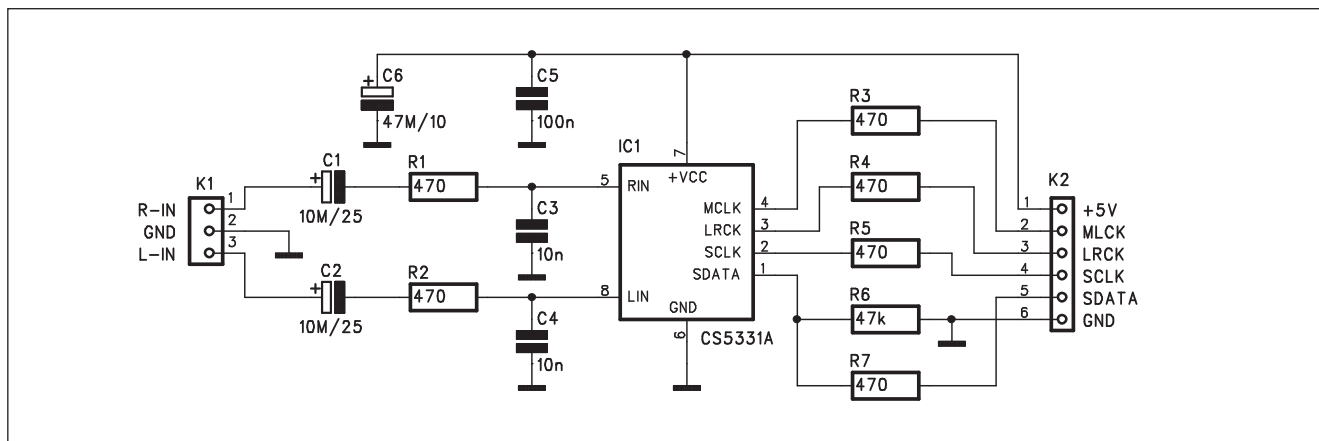 C6
47M/10
C5
100n
IC1
7
+VCC
R3
470
K1
1
R-IN
2
GND
3
L-IN
C1
10M/25
R1
470
5
RIN
C3
10n
MCLK
4
LRCK
3
SCLK
2
SDATA
1
R4
470
R5
470
K2
1
+5V
2
MLCK
3
LRCK
4
SCLK
5
SDATA
6
GND
C2
10M/25
R2
470
8
LIN
C4
10n
GND
6
CS5331A
R6
47k
R7
470